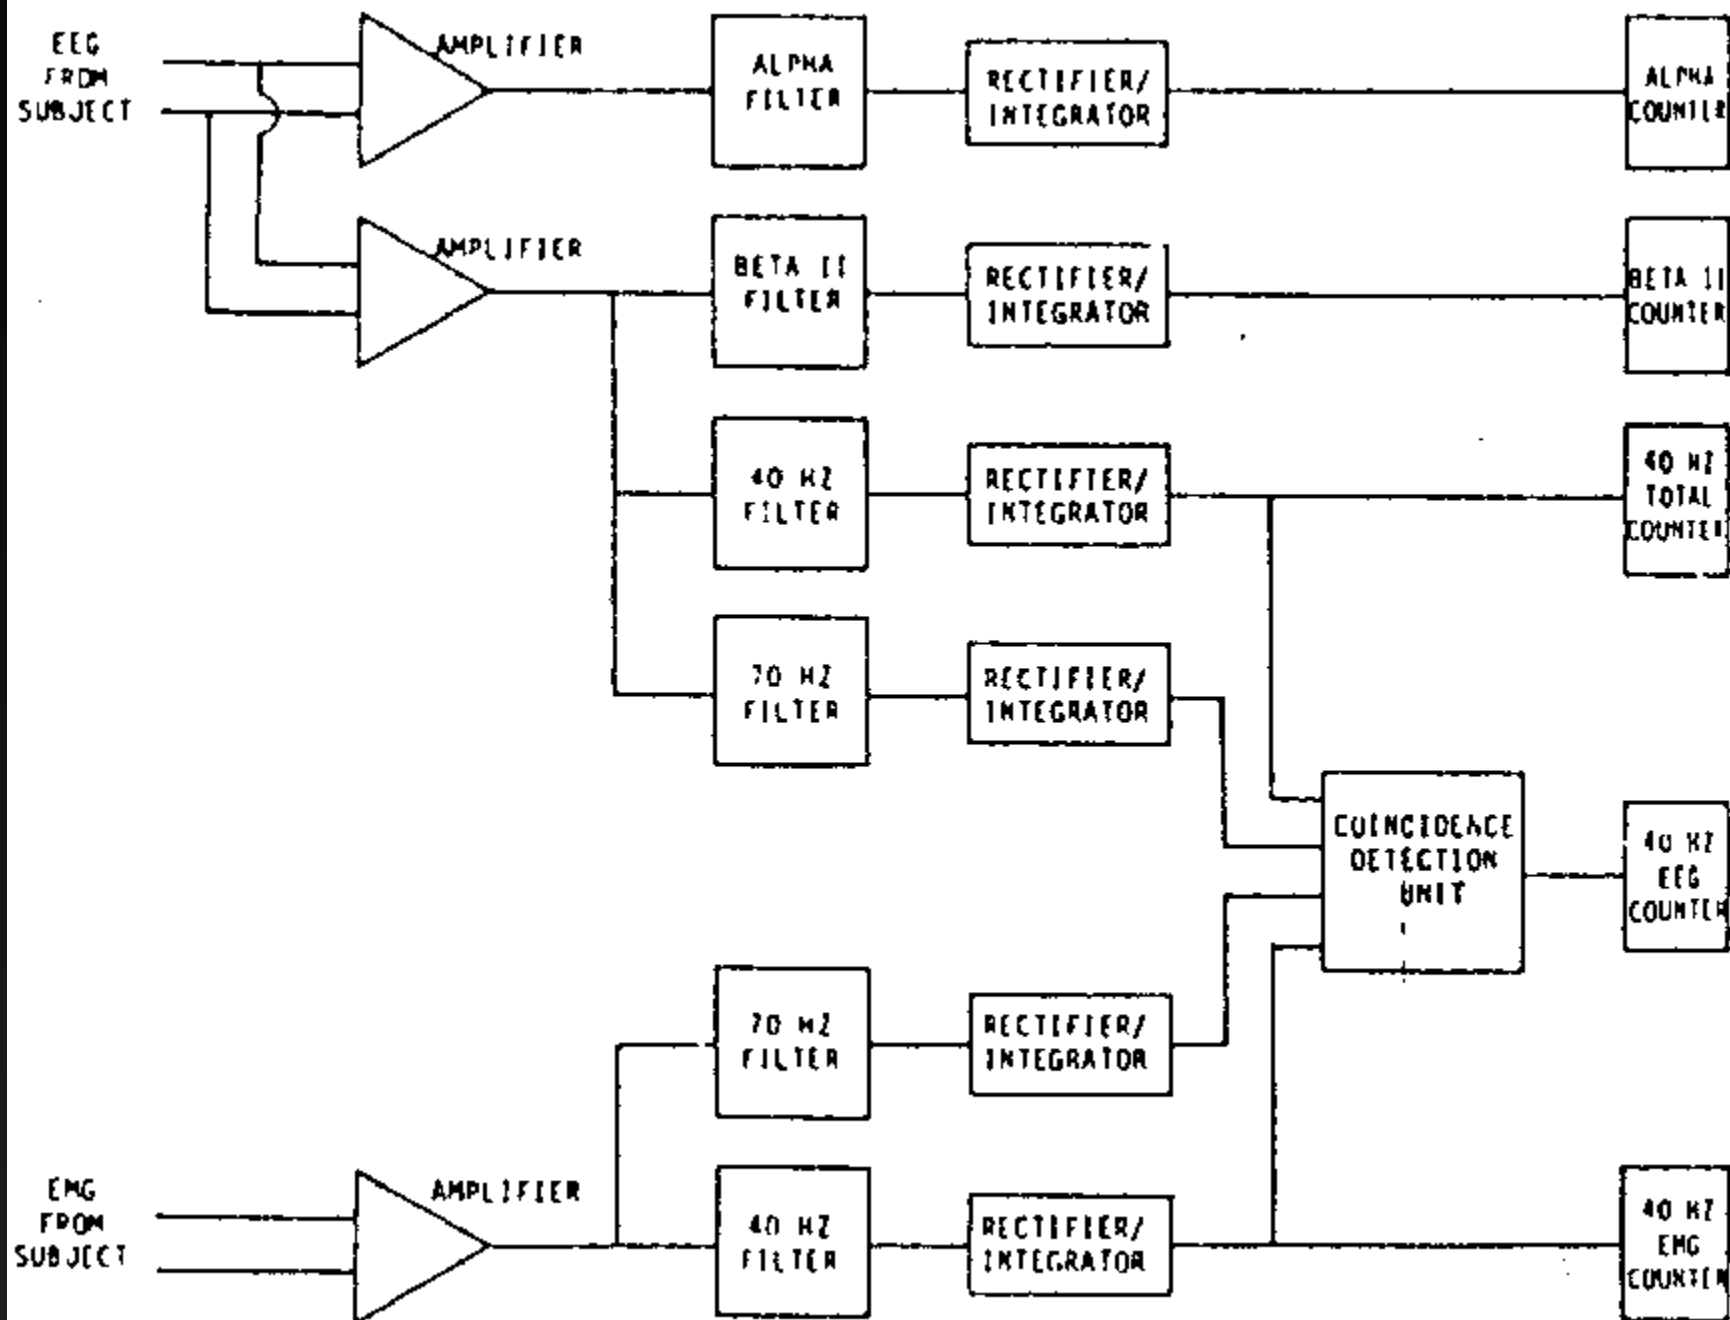 EEG
FROM
SUBJECT
AMPLIFIER
ALPHA
FILTER
RECTIFIER/
INTEGRATOR
ALPHA
COUNTER
AMPLIFIER
BETA II
FILTER
RECTIFIER/
INTEGRATOR
BETA II
COUNTER
40 HZ
FILTER
RECTIFIER/
INTEGRATOR
40 HZ
TOTAL
COUNTER
70 HZ
FILTER
RECTIFIER/
INTEGRATOR
COINCIDENCE
DETECTION
UNIT
40 HZ
EEG
COUNTER
70 HZ
FILTER
RECTIFIER/
INTEGRATOR
EMG
FROM
SUBJECT
AMPLIFIER
40 HZ
FILTER
RECTIFIER/
INTEGRATOR
40 HZ
EMG
COUNTER